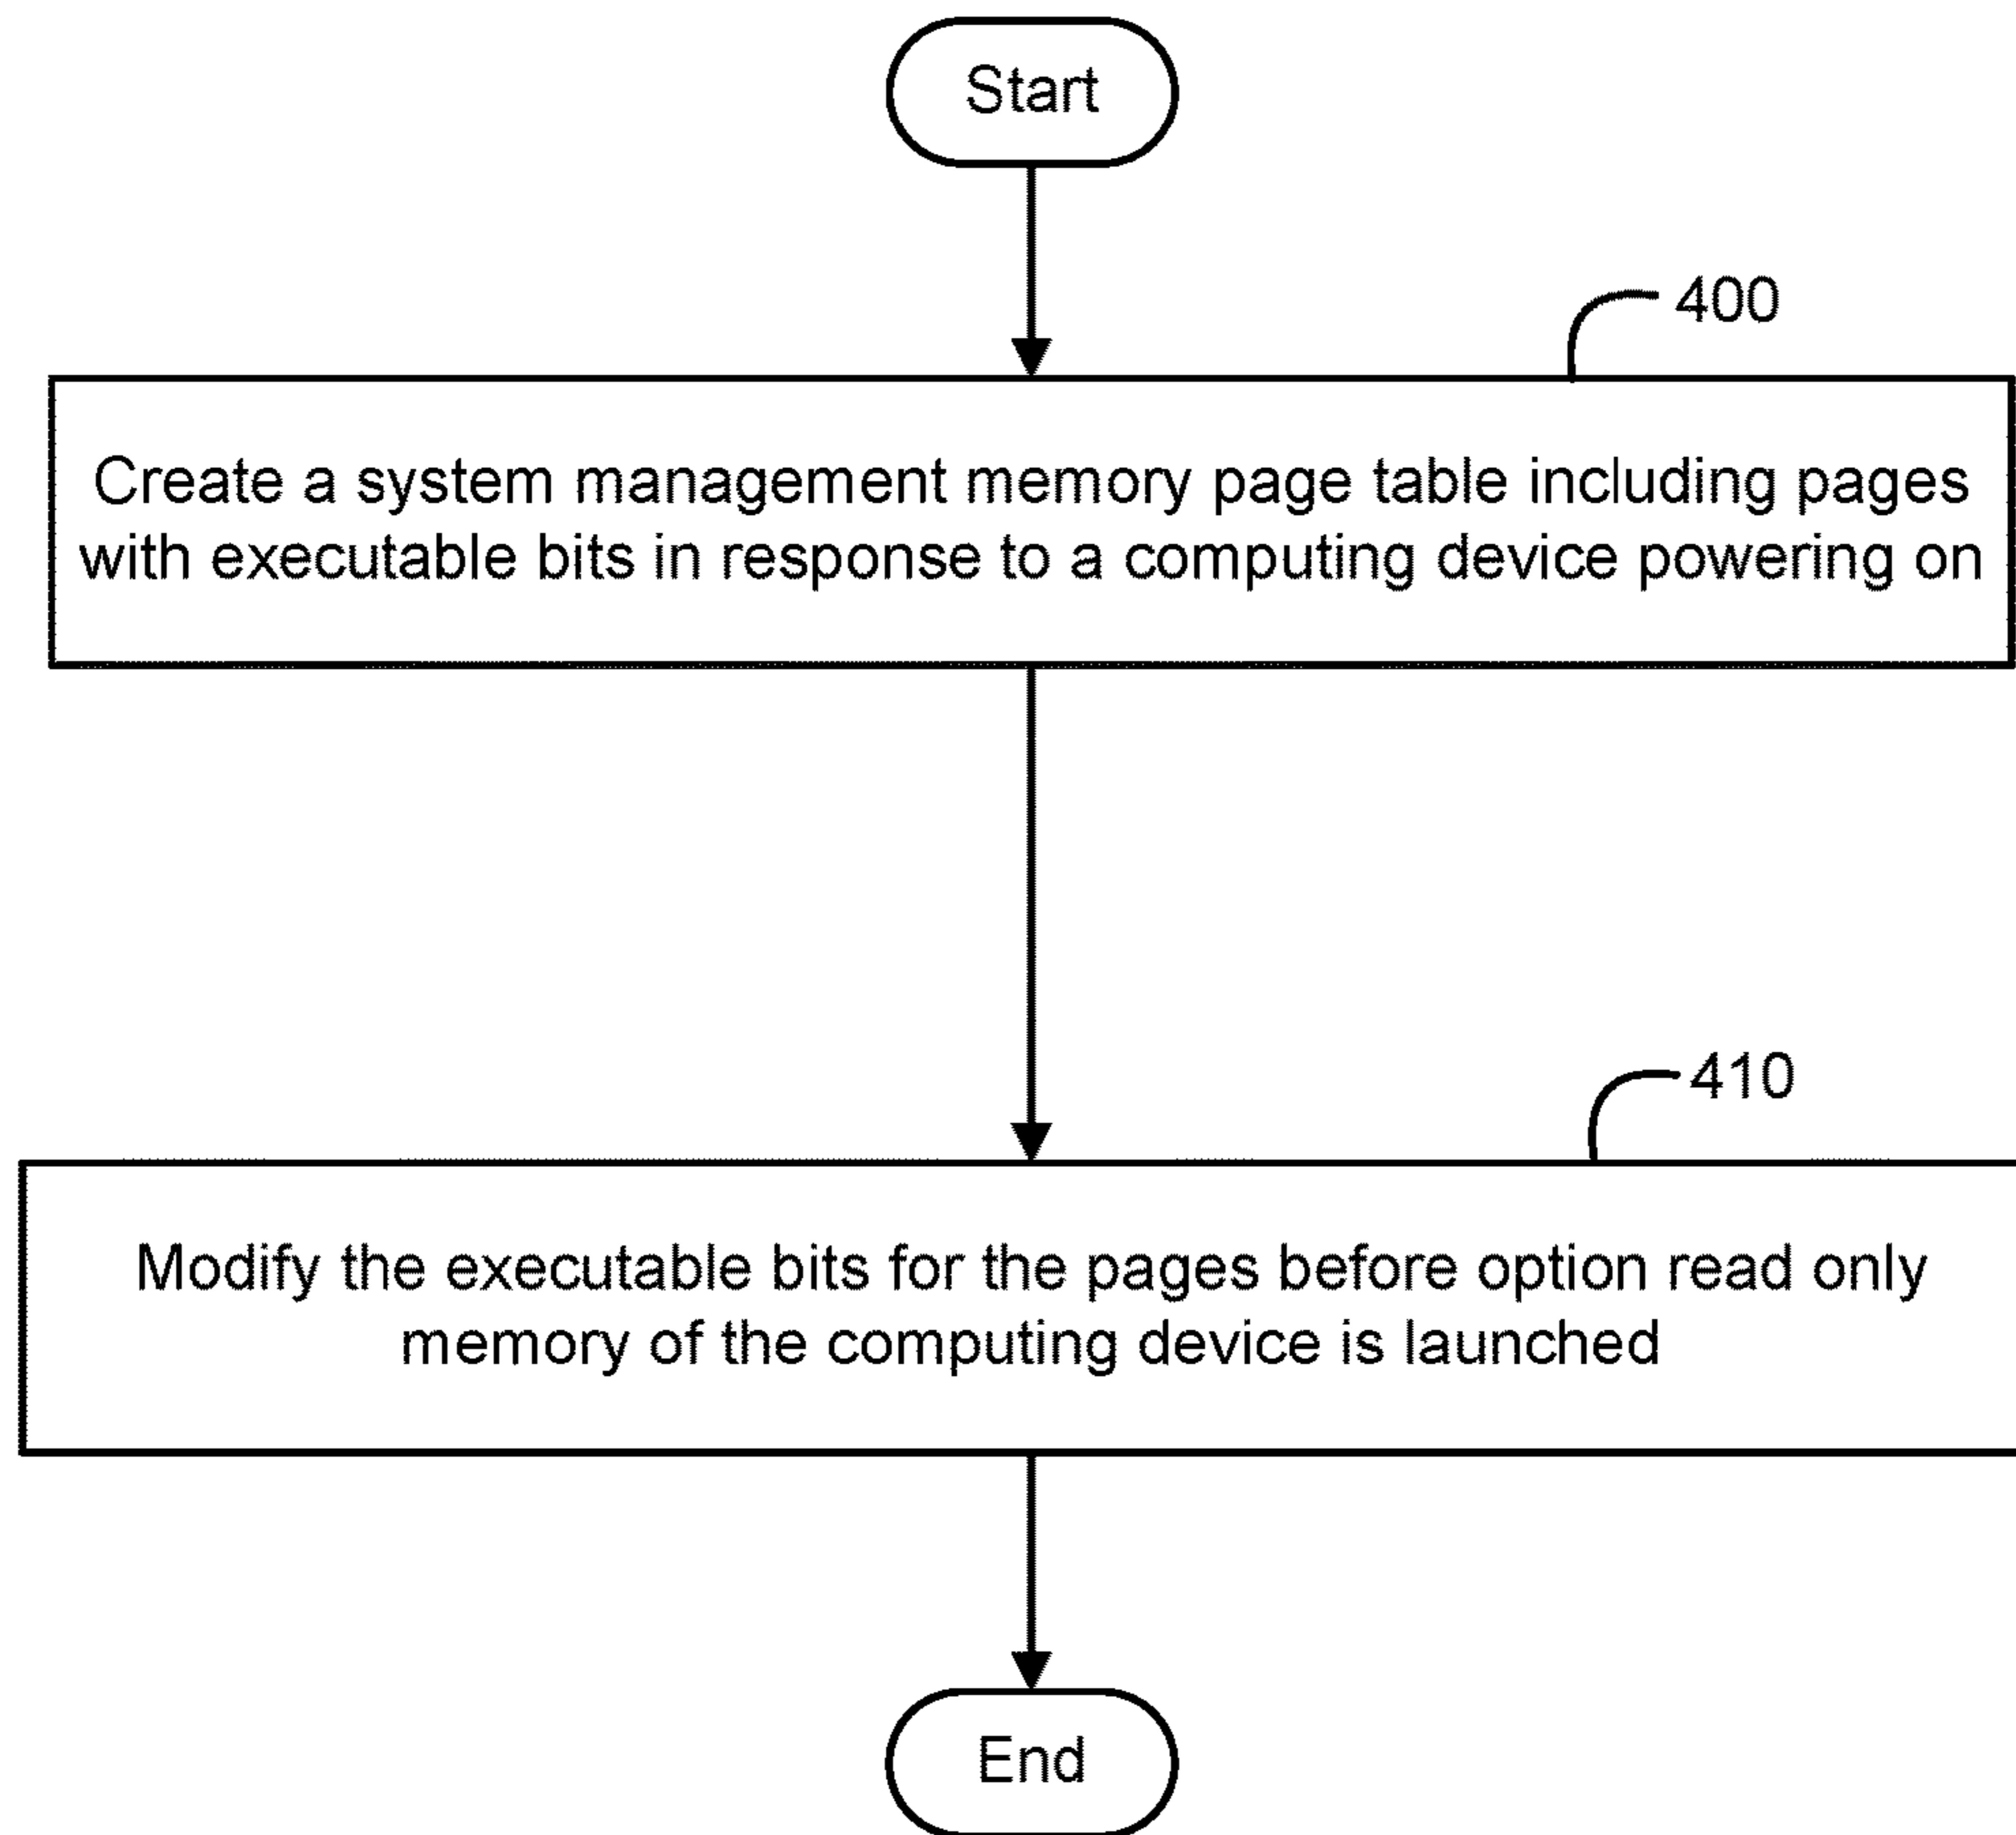 Start
400
Create a system management memory page table including pages
with executable bits in response to a computing device powering on
410
Modify the executable bits for the pages before option read only
memory of the computing device is launched
End